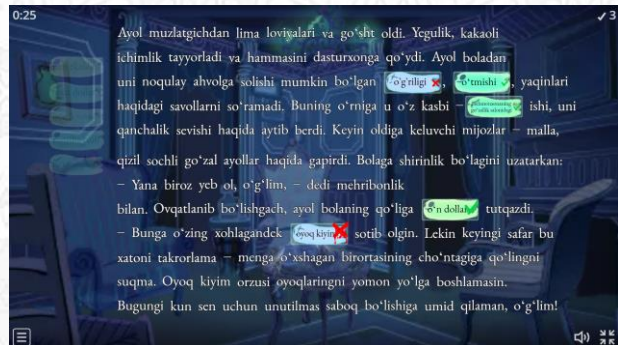 0:25
✓ 3
Ayol muzlatgichdan lima loviyalari va go‘sht oldi. Yegulik, kakaoli
ichimlik tayyorladi va hammasini dasturxonga qo‘ydi. Ayol boladan
uni noqulay ahvolga solishi mumkin bo‘lgan o‘g‘riligi, o‘tmishi, yaqinlari
haqidagi savollarni so‘ramadi. Buning o‘rniga u o‘z kasbi – ishi, uni
qanchalik sevishi haqida aytib berdi. Keyin oldiga keluvchi mijozlar – malla,
qizil sochli go‘zal ayollar haqida gapirdi. Bolaga shirinlik bo‘lagini uzatarkan:
– Yana biroz yeb ol, o‘g‘lim, – dedi mehribonlik
bilan. Ovqatlanib bo‘lishgach, ayol bolaning qo‘liga o‘n dollar tutqazdi.
– Bunga o‘zing xohlagandek oyoq kiyim sotib olgin. Lekin keyingi safar bu
xatoni takrorlama – menga o‘xshagan birortasining cho‘ntagiga qo‘lingni
suqma. Oyoq kiyim orzusi oyoqlaringni yomon yo‘lga boshlamasin.
Bugungi kun sen uchun unutilmas saboq bo‘lishiga umid qilaman, o‘g‘lim!